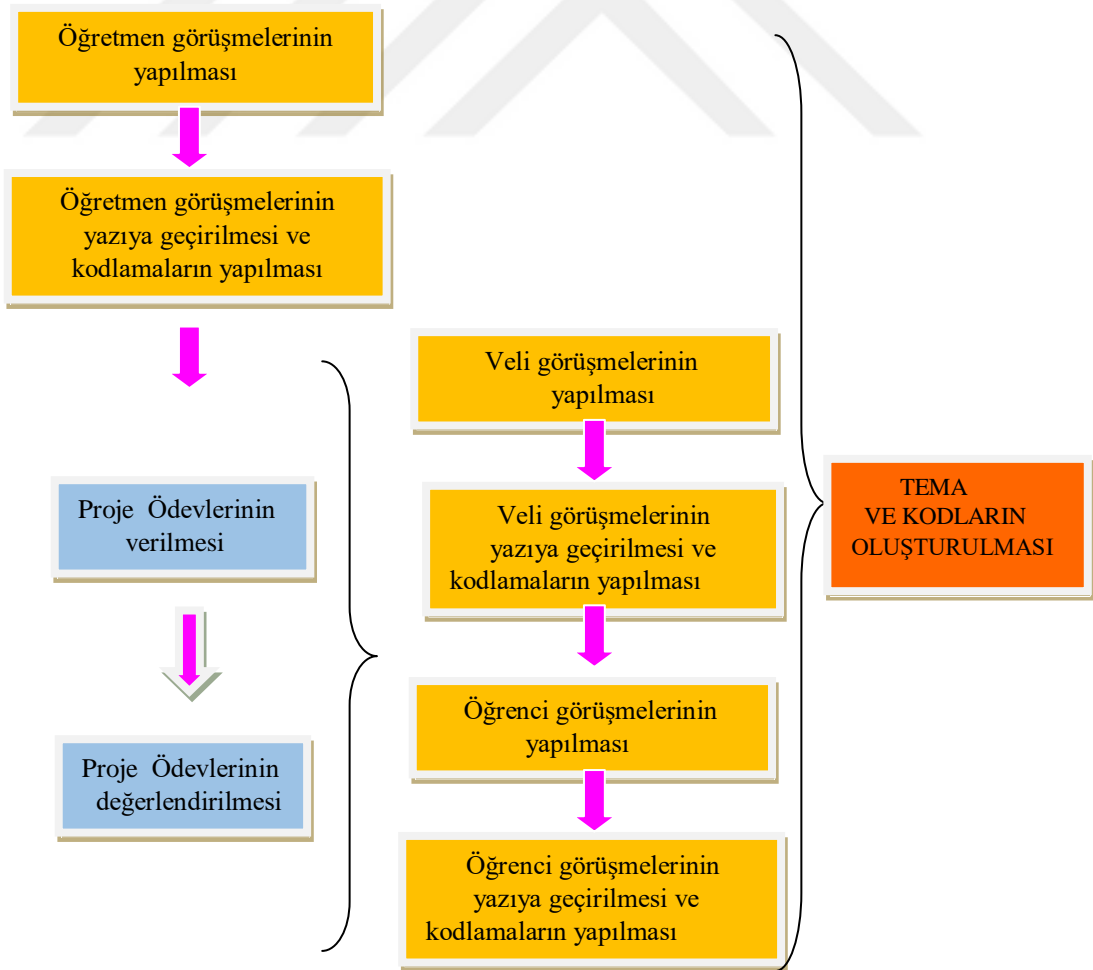 Öğretmen görüşmelerinin
yapılması
Öğretmen görüşmelerinin
yazıya geçirilmesi ve
kodlamaların yapılması
Proje Ödevlerinin
verilmesi
Proje Ödevlerinin
değerlendirilmesi
Veli görüşmelerinin
yapılması
Veli görüşmelerinin
yazıya geçirilmesi ve
kodlamaların yapılması
Öğrenci görüşmelerinin
yapılması
Öğrenci görüşmelerinin
yazıya geçirilmesi ve
kodlamaların yapılması
TEMA
VE KODLARIN
OLUŞTURULMASI